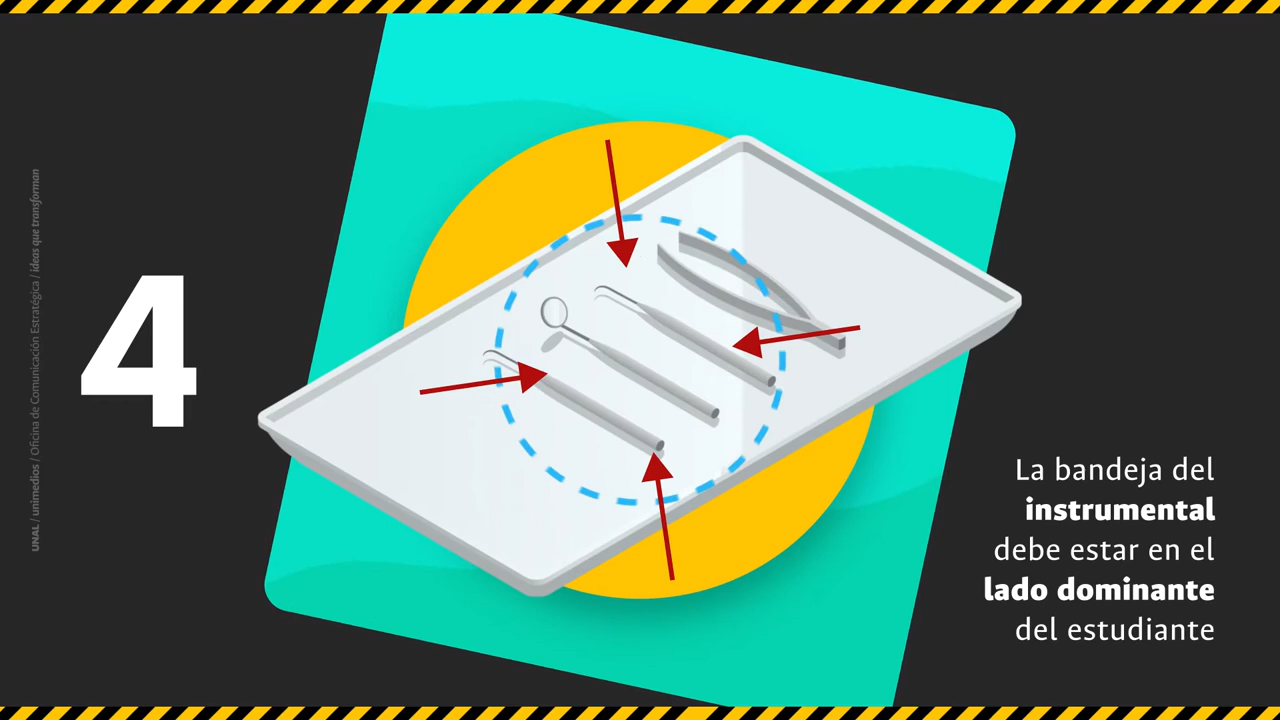 4
La bandeja del
instrumental
debe estar en el
lado dominante
del estudiante
UNAL / unimedios / Oficina de Comunicación Estratégica / ideas que transforman